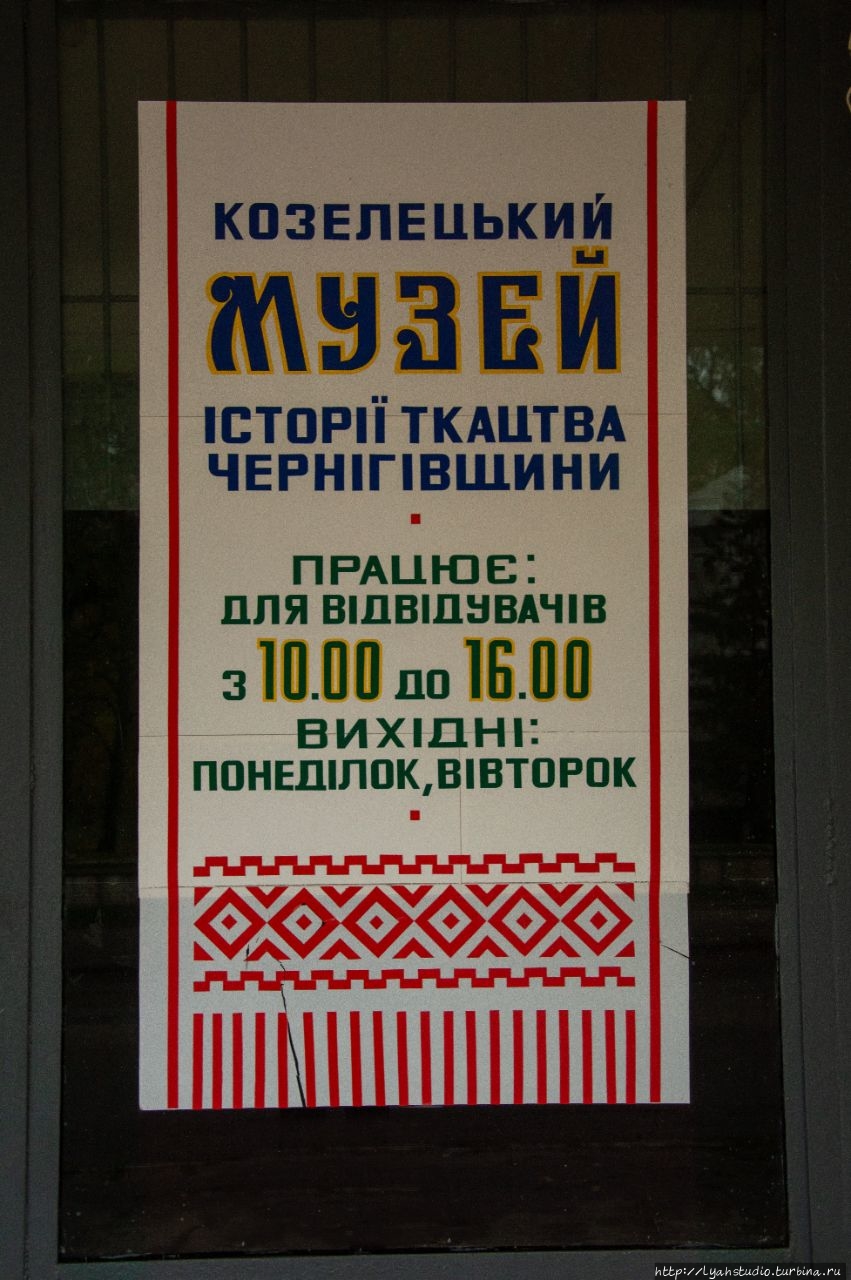 КОЗЕЛЕЦЬКИЙ
МУЗЕЙ
ІСТОРІЇ ТКАЦТВА
ЧЕРНІГІВЩИНИ
ПРАЦЮЄ:
ДЛЯ ВІДВІДУВАЧІВ
З 10.00 ДО 16.00
ВИХІДНІ:
ПОНЕДІЛОК, ВІВТОРОК
http://lyahstudio.turbina.ru